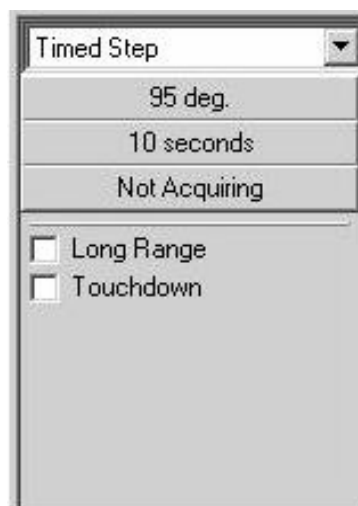 Timed Step
95 deg.
10 seconds
Not Acquiring
Long Range
Touchdown